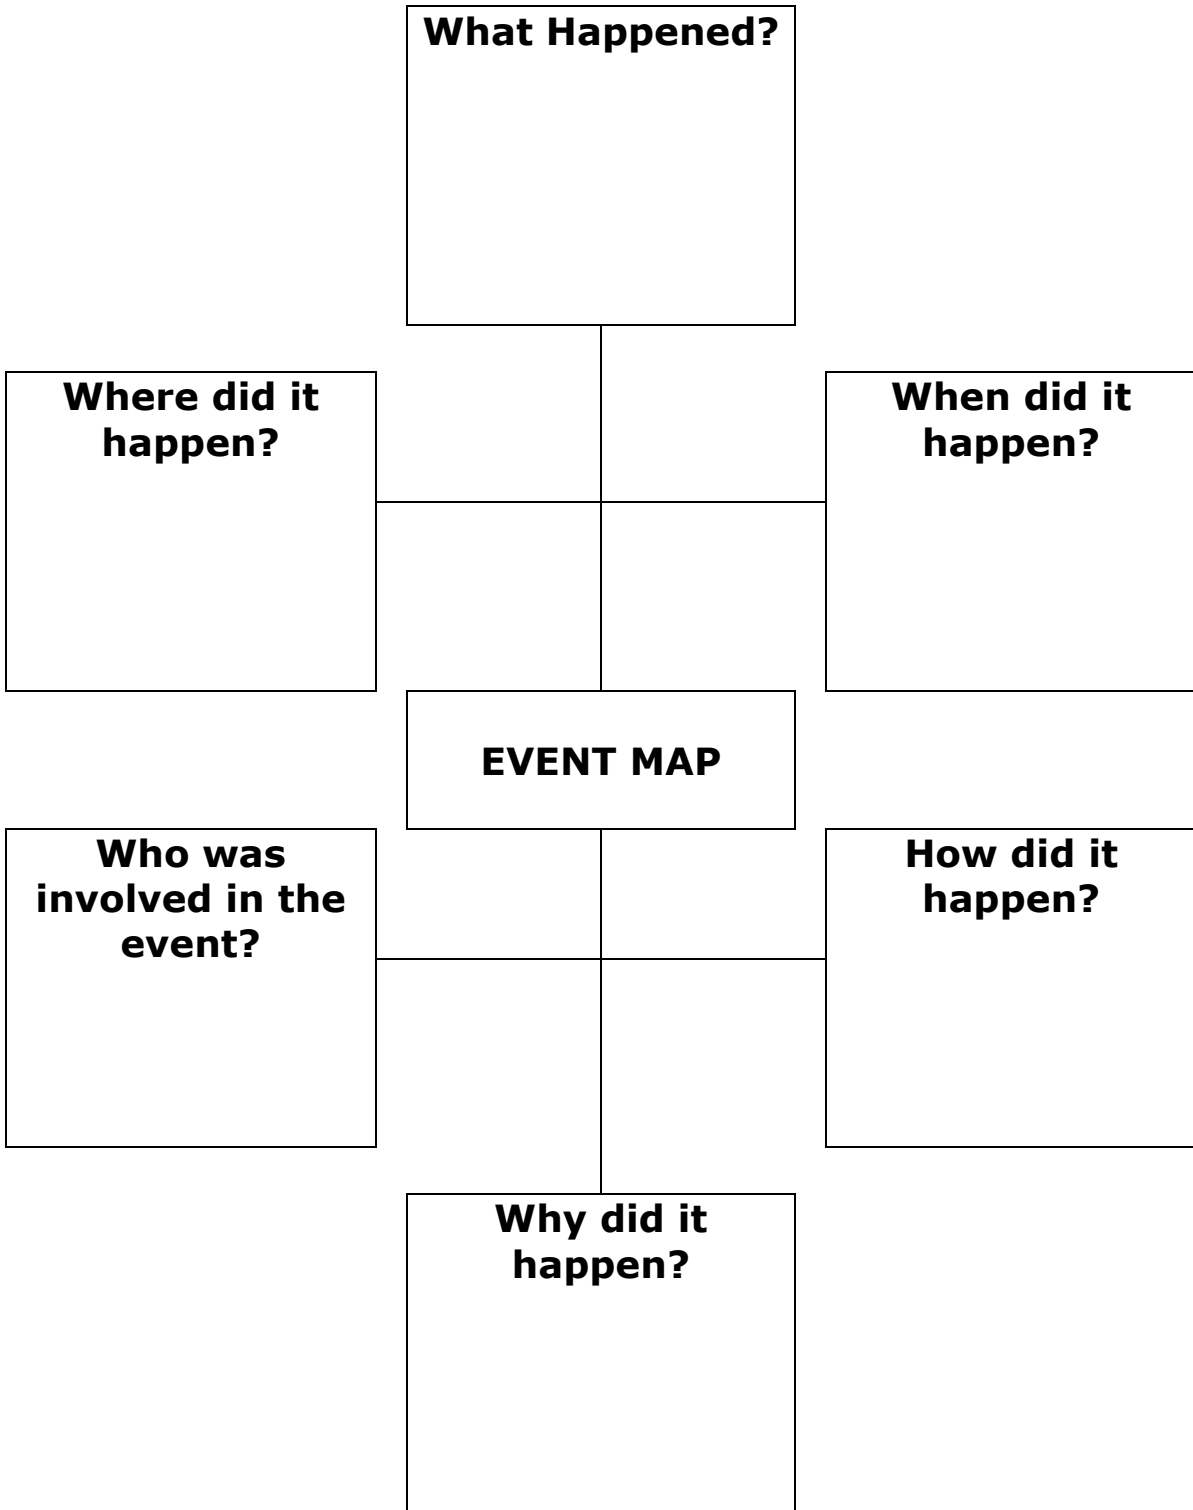 What Happened?
Where did it
happen?
When did it
happen?
EVENT MAP
Who was
involved in the
event?
How did it
happen?
Why did it
happen?